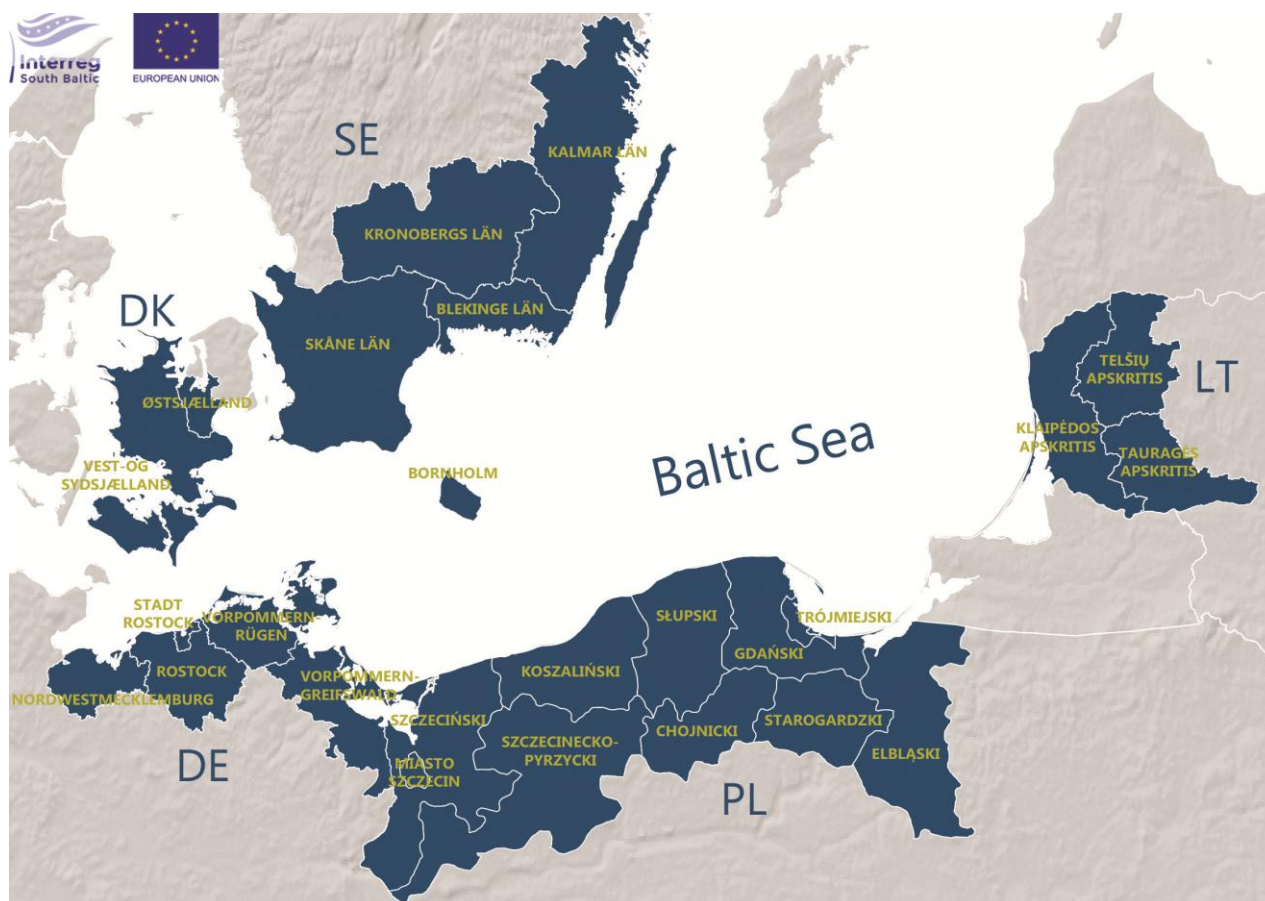 Interreg
South Baltic
EUROPEAN UNION
SE
KALMAR LÄN
KRONOBERGS LÄN
BLEKINGE LÄN
SKÅNE LÄN
DK
ØSTSJÆLLAND
VEST-OG
SYDSJÆLLAND
BORNHOLM
Baltic Sea
TELŠIŲ
APSKRITIS
LT
KLAIPĖDOS
APSKRITIS
TAURAGĖS
APSKRITIS
STADT
ROSTOCK
VORPOMMERN-
RÜGEN
ROSTOCK
NORDWESTMECKLEMBURG
VORPOMMERN-
GREIFSWALD
DE
SZCZECIŃSKI
MIASTO
SZCZECIN
KOSZALIŃSKI
SZCZECINECKO-
PYRZYCKI
SŁUPSKI
TRÓJMIEJSKI
GDAŃSKI
CHOJNICKI
STAROGARDZKI
ELBLĄSKI
PL